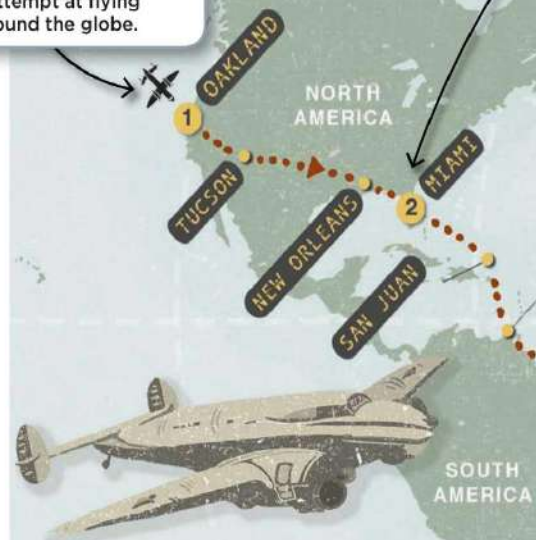 attempt at flying
around the globe.
OAKLAND
1
NORTH
AMERICA
TUCSON
NEW ORLEANS
2
MIAMI
SAN JUAN
SOUTH
AMERICA